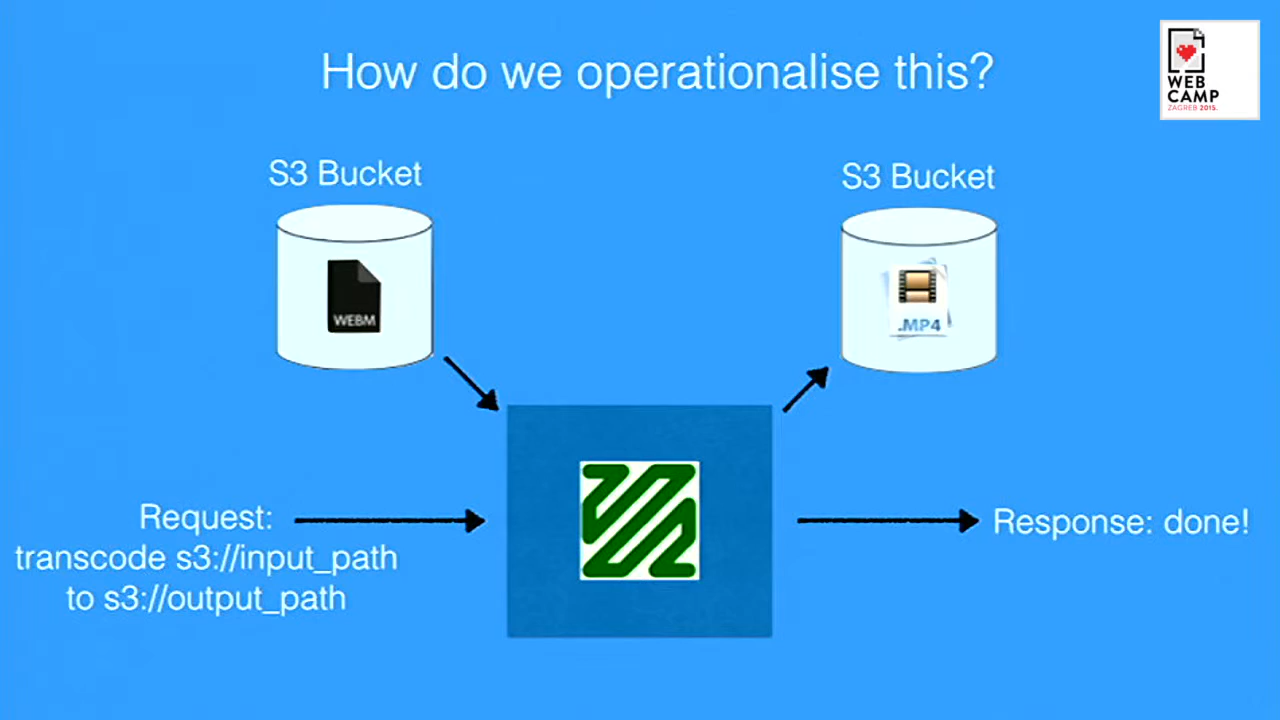 How do we operationalise this?
WEB
CAMP
ZAGREB 2015.
S3 Bucket
S3 Bucket
WEBM
.MP4
Request:
transcode s3://input_path
to s3://output_path
Response: done!